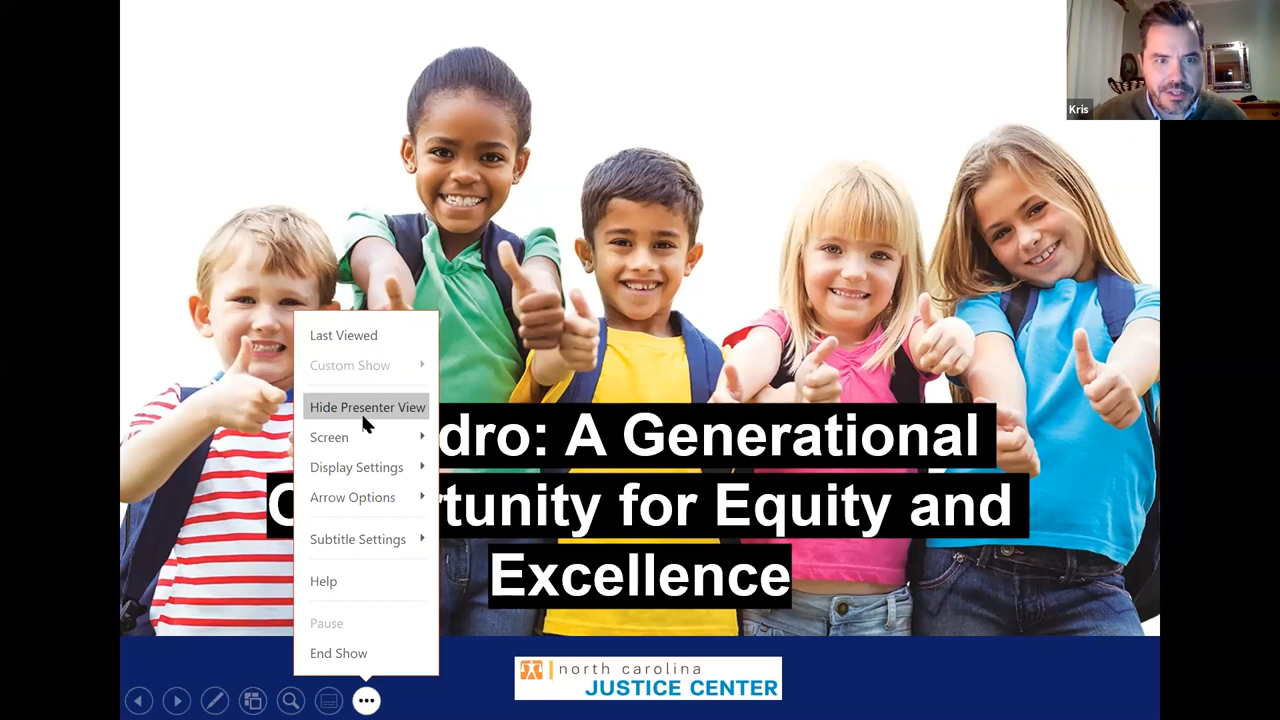 Kris
Last Viewed
Custom Show
Hide Presenter View
Screen
Display Settings
Arrow Options
Subtitle Settings
Help
Pause
End Show
dro: A Generational
O rtunity for Equity and
Excellence
north carolina
JUSTICE CENTER